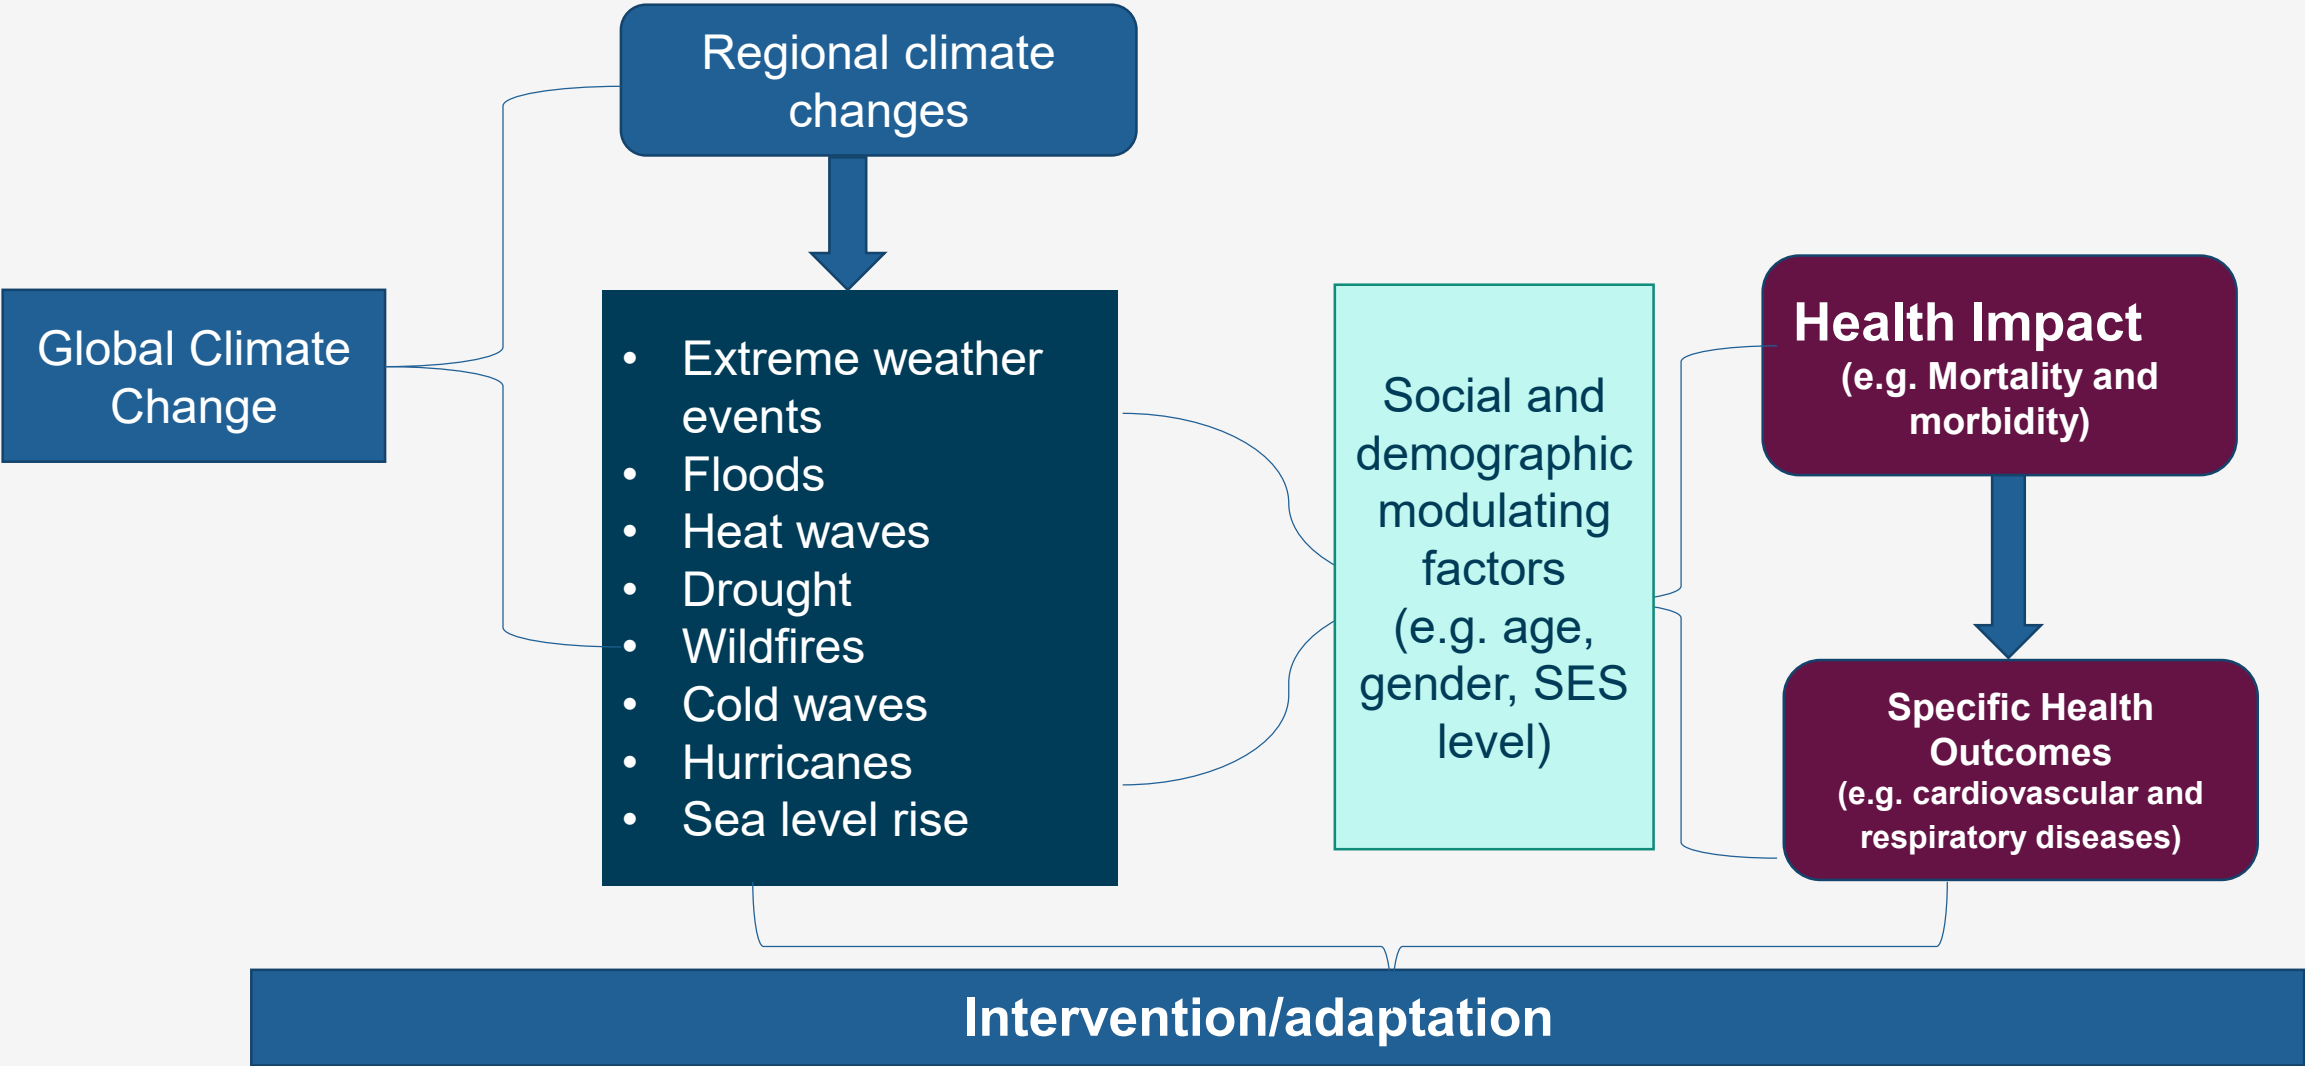 Regional climate
changes
Global Climate
Change
• Extreme weather
events
• Floods
• Heat waves
• Drought
• Wildfires
• Cold waves
• Hurricanes
• Sea level rise
Social and
demographic
modulating
factors
(e.g. age,
gender, SES
level)
Health Impact
(e.g. Mortality and
morbidity)
Specific Health
Outcomes
(e.g. cardiovascular and
respiratory diseases)
Intervention/adaptation